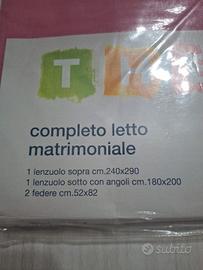 T E
completo letto
matrimoniale
1 lenzuolo sopra cm.240x290
1 lenzuolo sotto con angoli cm.180x200
2 federe cm.52x82
subito